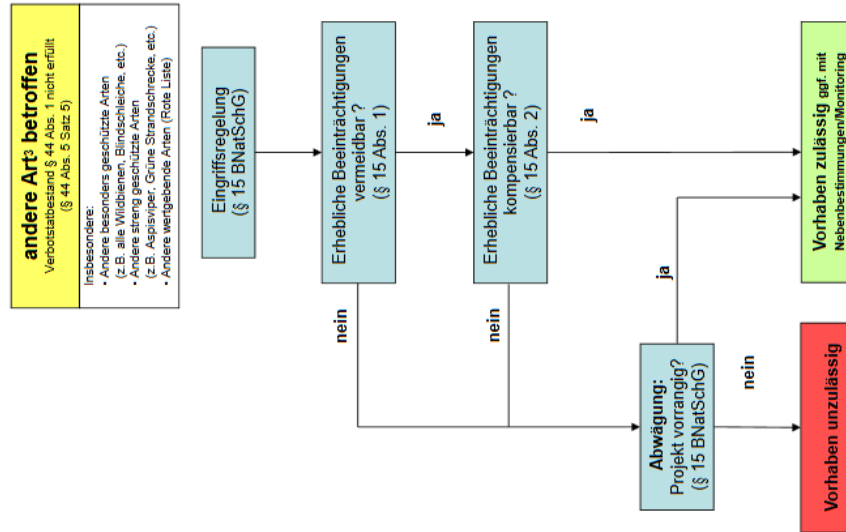 andere Art³ betroffen
Verbotstatbestand § 44 Abs. 1 nicht erfüllt
(§ 44 Abs. 5 Satz 5)
Insbesondere:
• Andere besonders geschützte Arten
(z.B. alle Wildbienen, Blindschleiche, etc.)
• Andere streng geschützte Arten
(z.B. Aspisviper, Grüne Strandschrecke, etc.)
• Andere wertgebende Arten (Rote Liste)
Eingriffsregelung
(§ 15 BNatSchG)
Erhebliche Beeinträchtigungen
vermeidbar ?
(§ 15 Abs. 1)
nein
ja
Erhebliche Beeinträchtigungen
kompensierbar ?
(§ 15 Abs. 2)
nein
ja
Abwägung:
Projekt vorrangig?
(§ 15 BNatSchG)
ja
nein
Vorhaben unzulässig
Vorhaben zulässig ggf. mit
Nebenbestimmungen/Monitoring